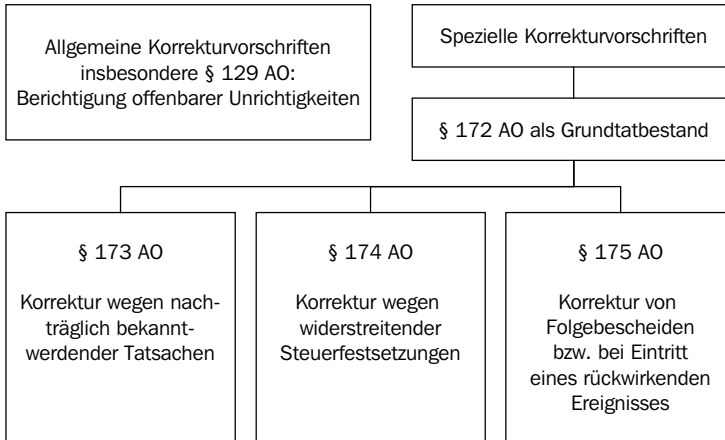 Allgemeine Korrekturvorschriften
insbesondere § 129 AO:
Berichtigung offenbarer Unrichtigkeiten
Spezielle Korrekturvorschriften
§ 172 AO als Grundtatbestand
§ 173 AO
Korrektur wegen nach-
träglich bekannt-
werdender Tatsachen
§ 174 AO
Korrektur wegen
widerstreitender
Steuerfestsetzungen
§ 175 AO
Korrektur von
Folgebescheiden
bzw. bei Eintritt
eines rückwirkenden
Ereignisses